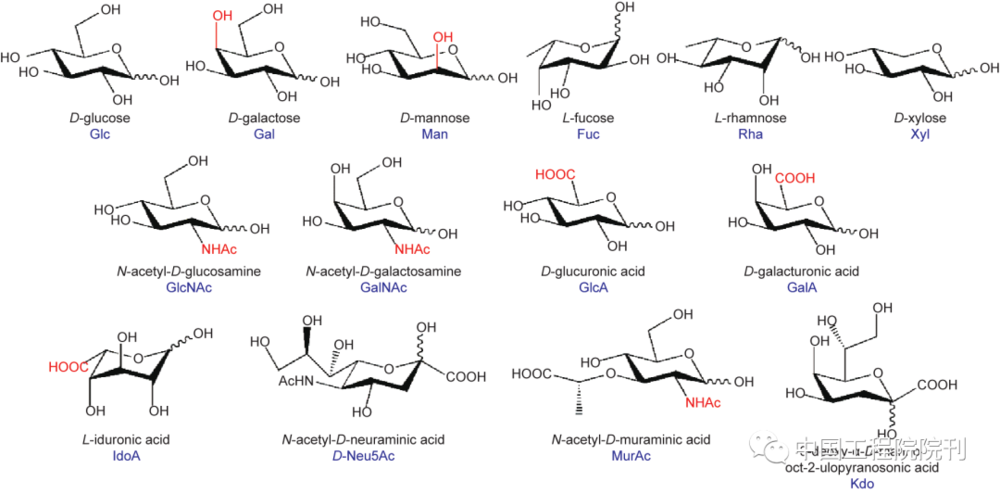 OH
HO
O
HO
OH
OH
D-glucose
Glc
OH
OH
O
HO
OH
OH
D-galactose
Gal
HO
OH
HO
O
HO
OH
D-mannose
Man
OH
O
OH
HO
HO
L-fucose
Fuc
O
OH
HO
HO
OH
L-rhamnose
Rha
HO
O
HO
OH
OH
D-xylose
Xyl
OH
HO
O
HO
OH
NHAc
N-acetyl-D-glucosamine
GlcNAc
OH
OH
O
HO
OH
NHAc
N-acetyl-D-galactosamine
GalNAc
HOOC
HO
O
HO
OH
OH
D-glucuronic acid
GlcA
OH
COOH
O
HO
OH
OH
D-galacturonic acid
GalA
OH
OH
O
HOOC
OH
OH
L-iduronic acid
IdoA
OH
OH
OH
HO
O
AcHN
COOH
HO
N-acetyl-D-neuraminic acid
D-Neu5Ac
OH
HO
O
HOOC
O
OH
NHAc
N-acetyl-D-muraminic acid
MurAc
HO
OH
OH
O
HO
COOH
OH
oct-2-ulopyranosonic acid
Kdo
中国工程院院刊